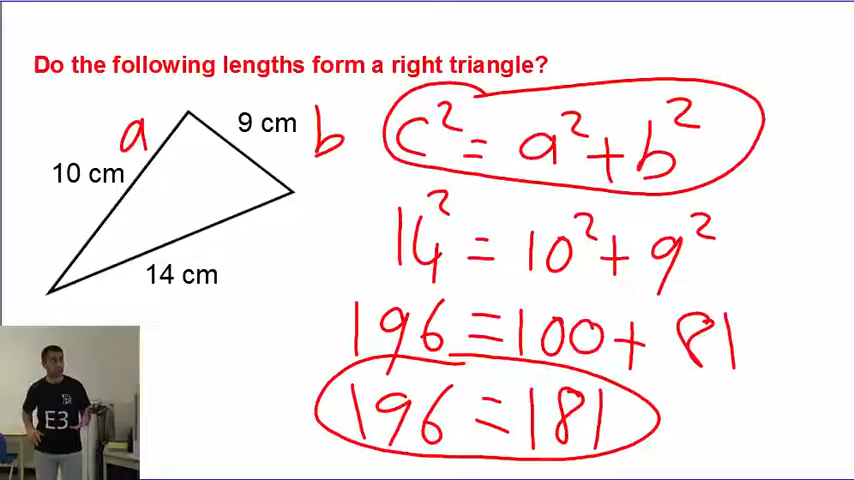 Do the following lengths form a right triangle?
a
9 cm
b
c² = a² + b²
10 cm
14² = 10² + 9²
14 cm
196 = 100 + 81
196 = 181
E3